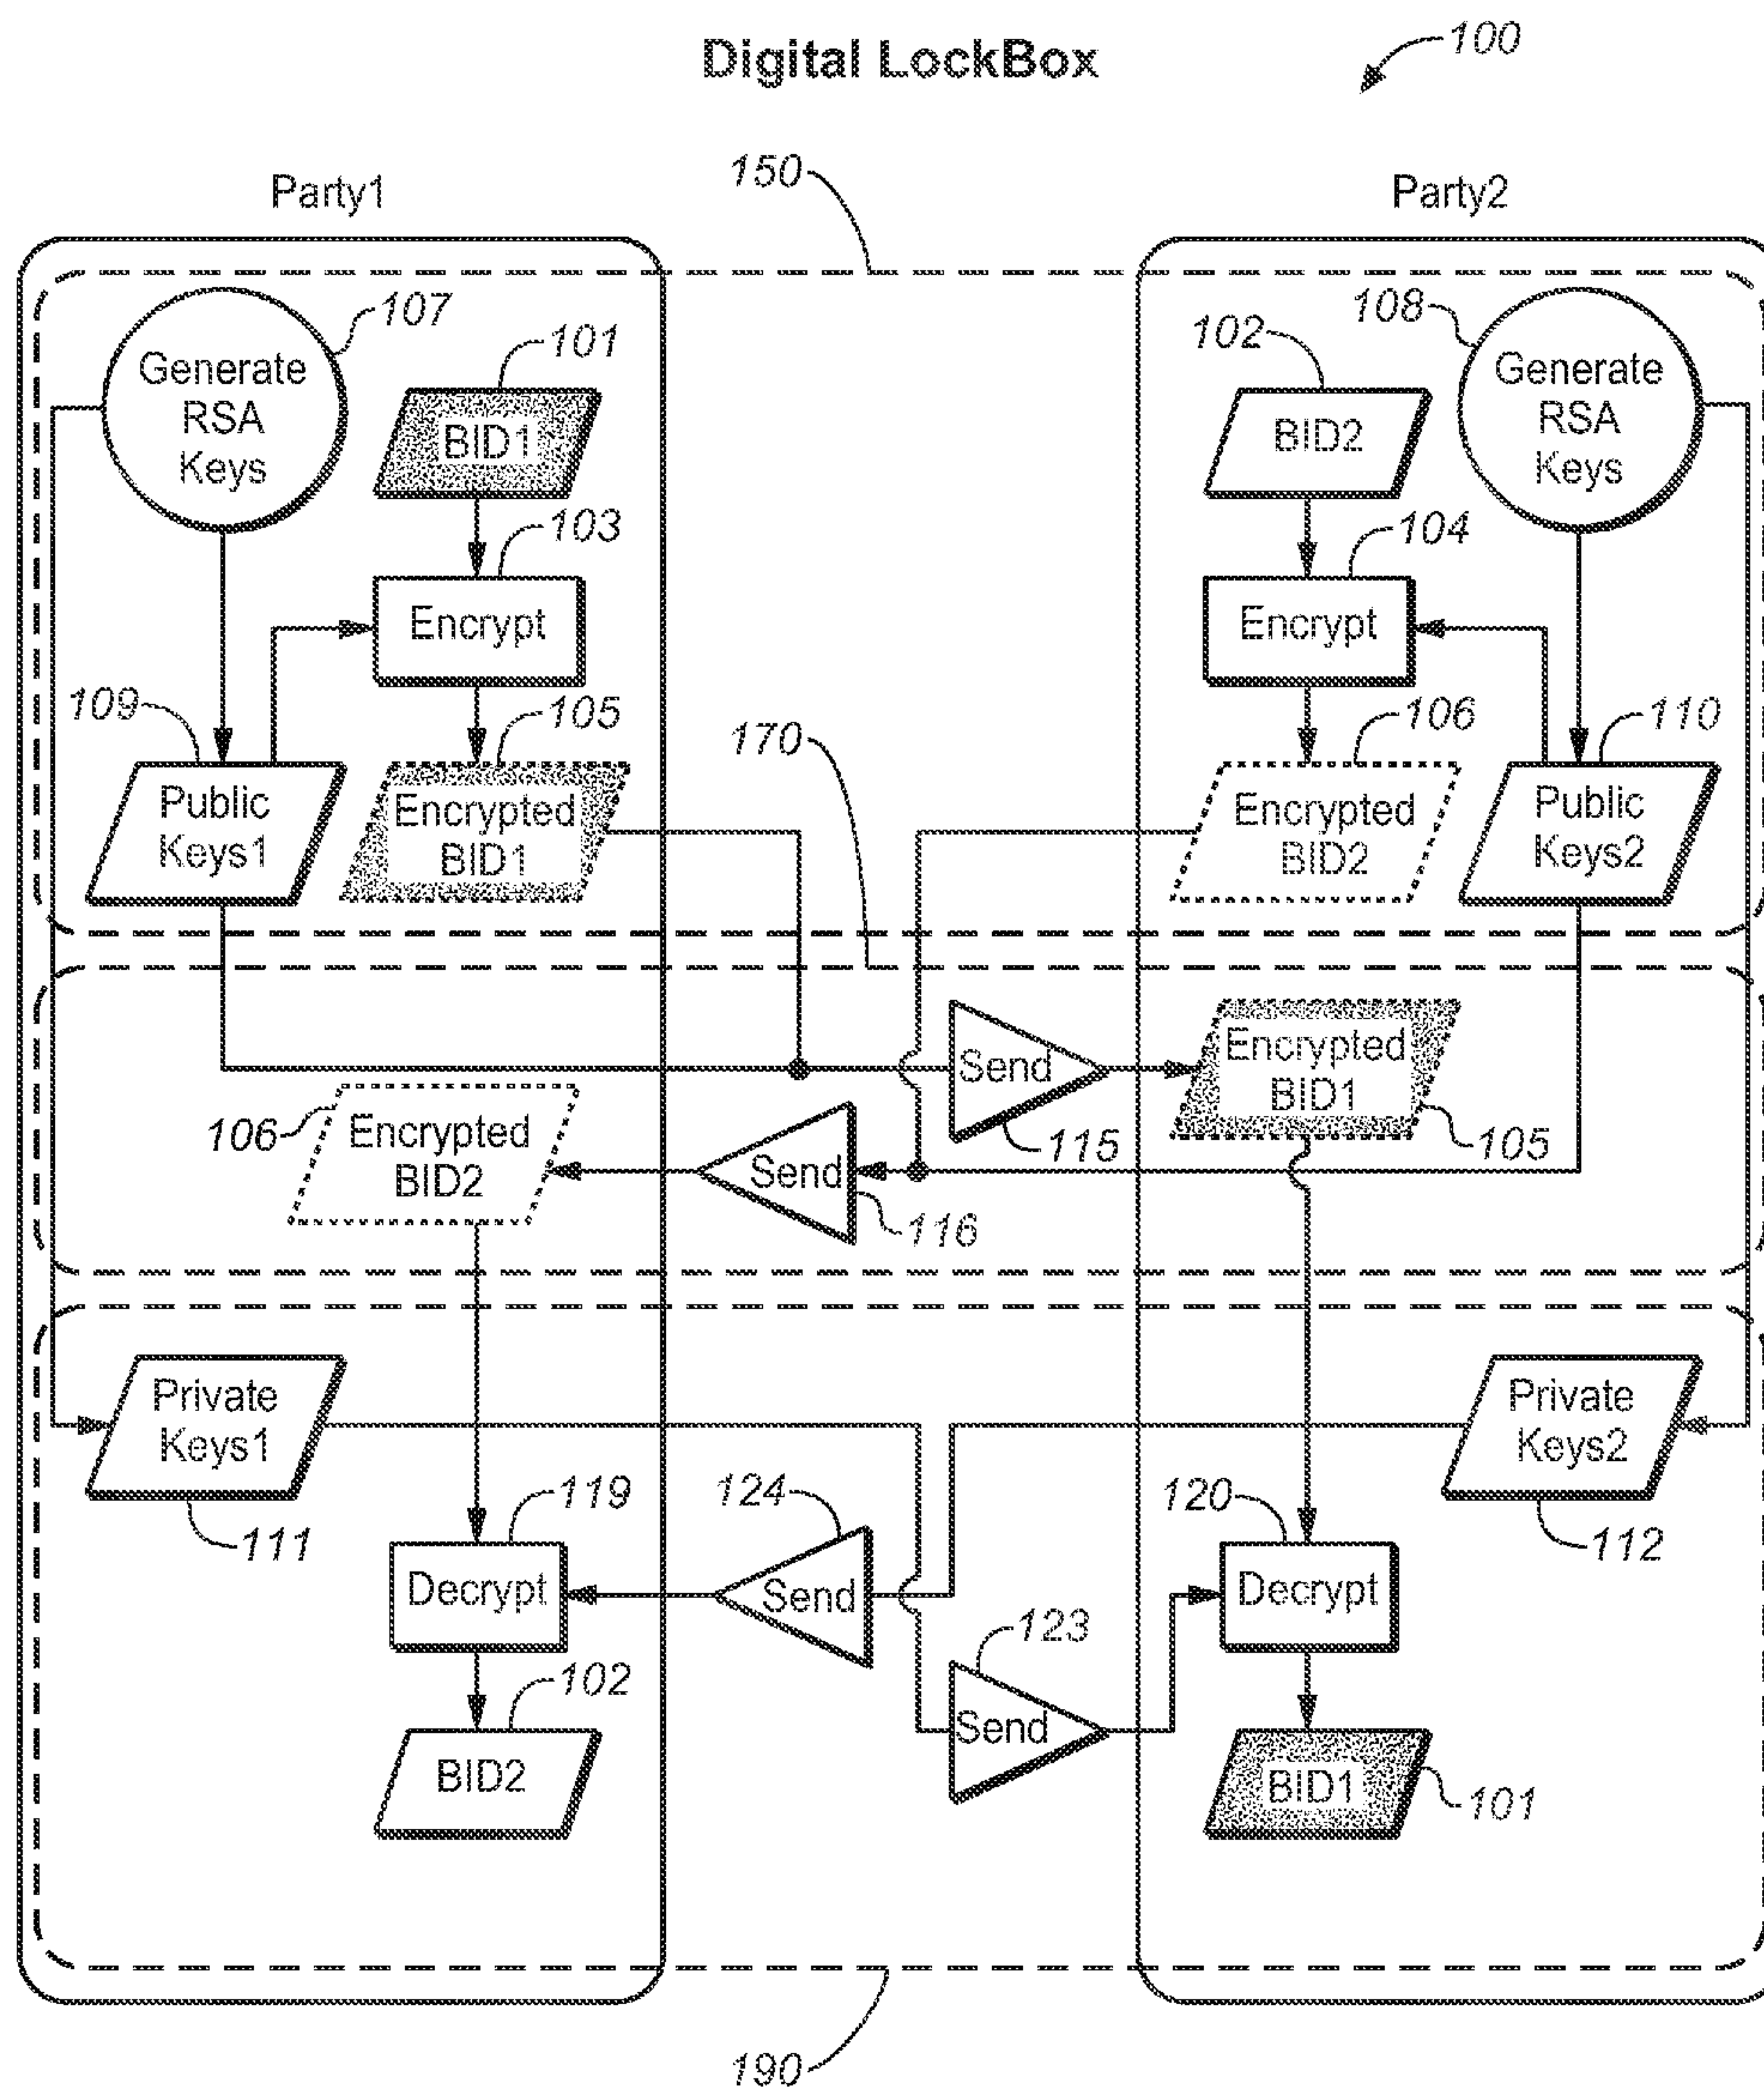 Digital LockBox
100
150
Party1
Party2
107
101
102
108
Generate
RSA
Keys
BID1
BID2
Generate
RSA
Keys
103
104
Encrypt
Encrypt
109
105
170
106
110
Public
Keys1
Encrypted
BID1
Encrypted
BID2
Public
Keys2
Send
115
Encrypted
BID1
105
106
Encrypted
BID2
Send
116
Private
Keys1
111
Private
Keys2
112
119
124
120
Decrypt
Send
Decrypt
123
Send
102
BID2
BID1
101
190